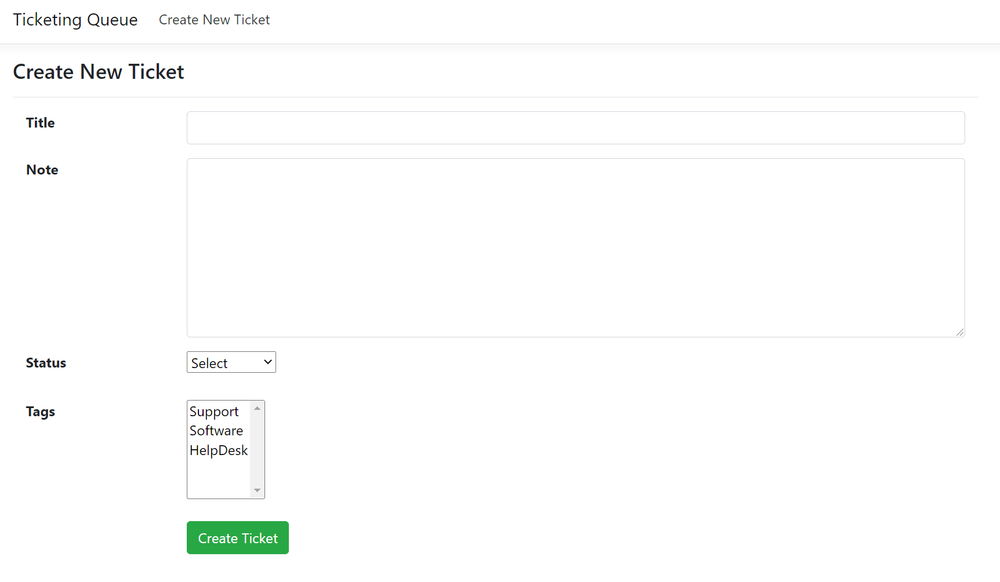 Ticketing Queue Create New Ticket
Create New Ticket
Title
Note
Status Select
Tags Support
Software
HelpDesk
Create Ticket